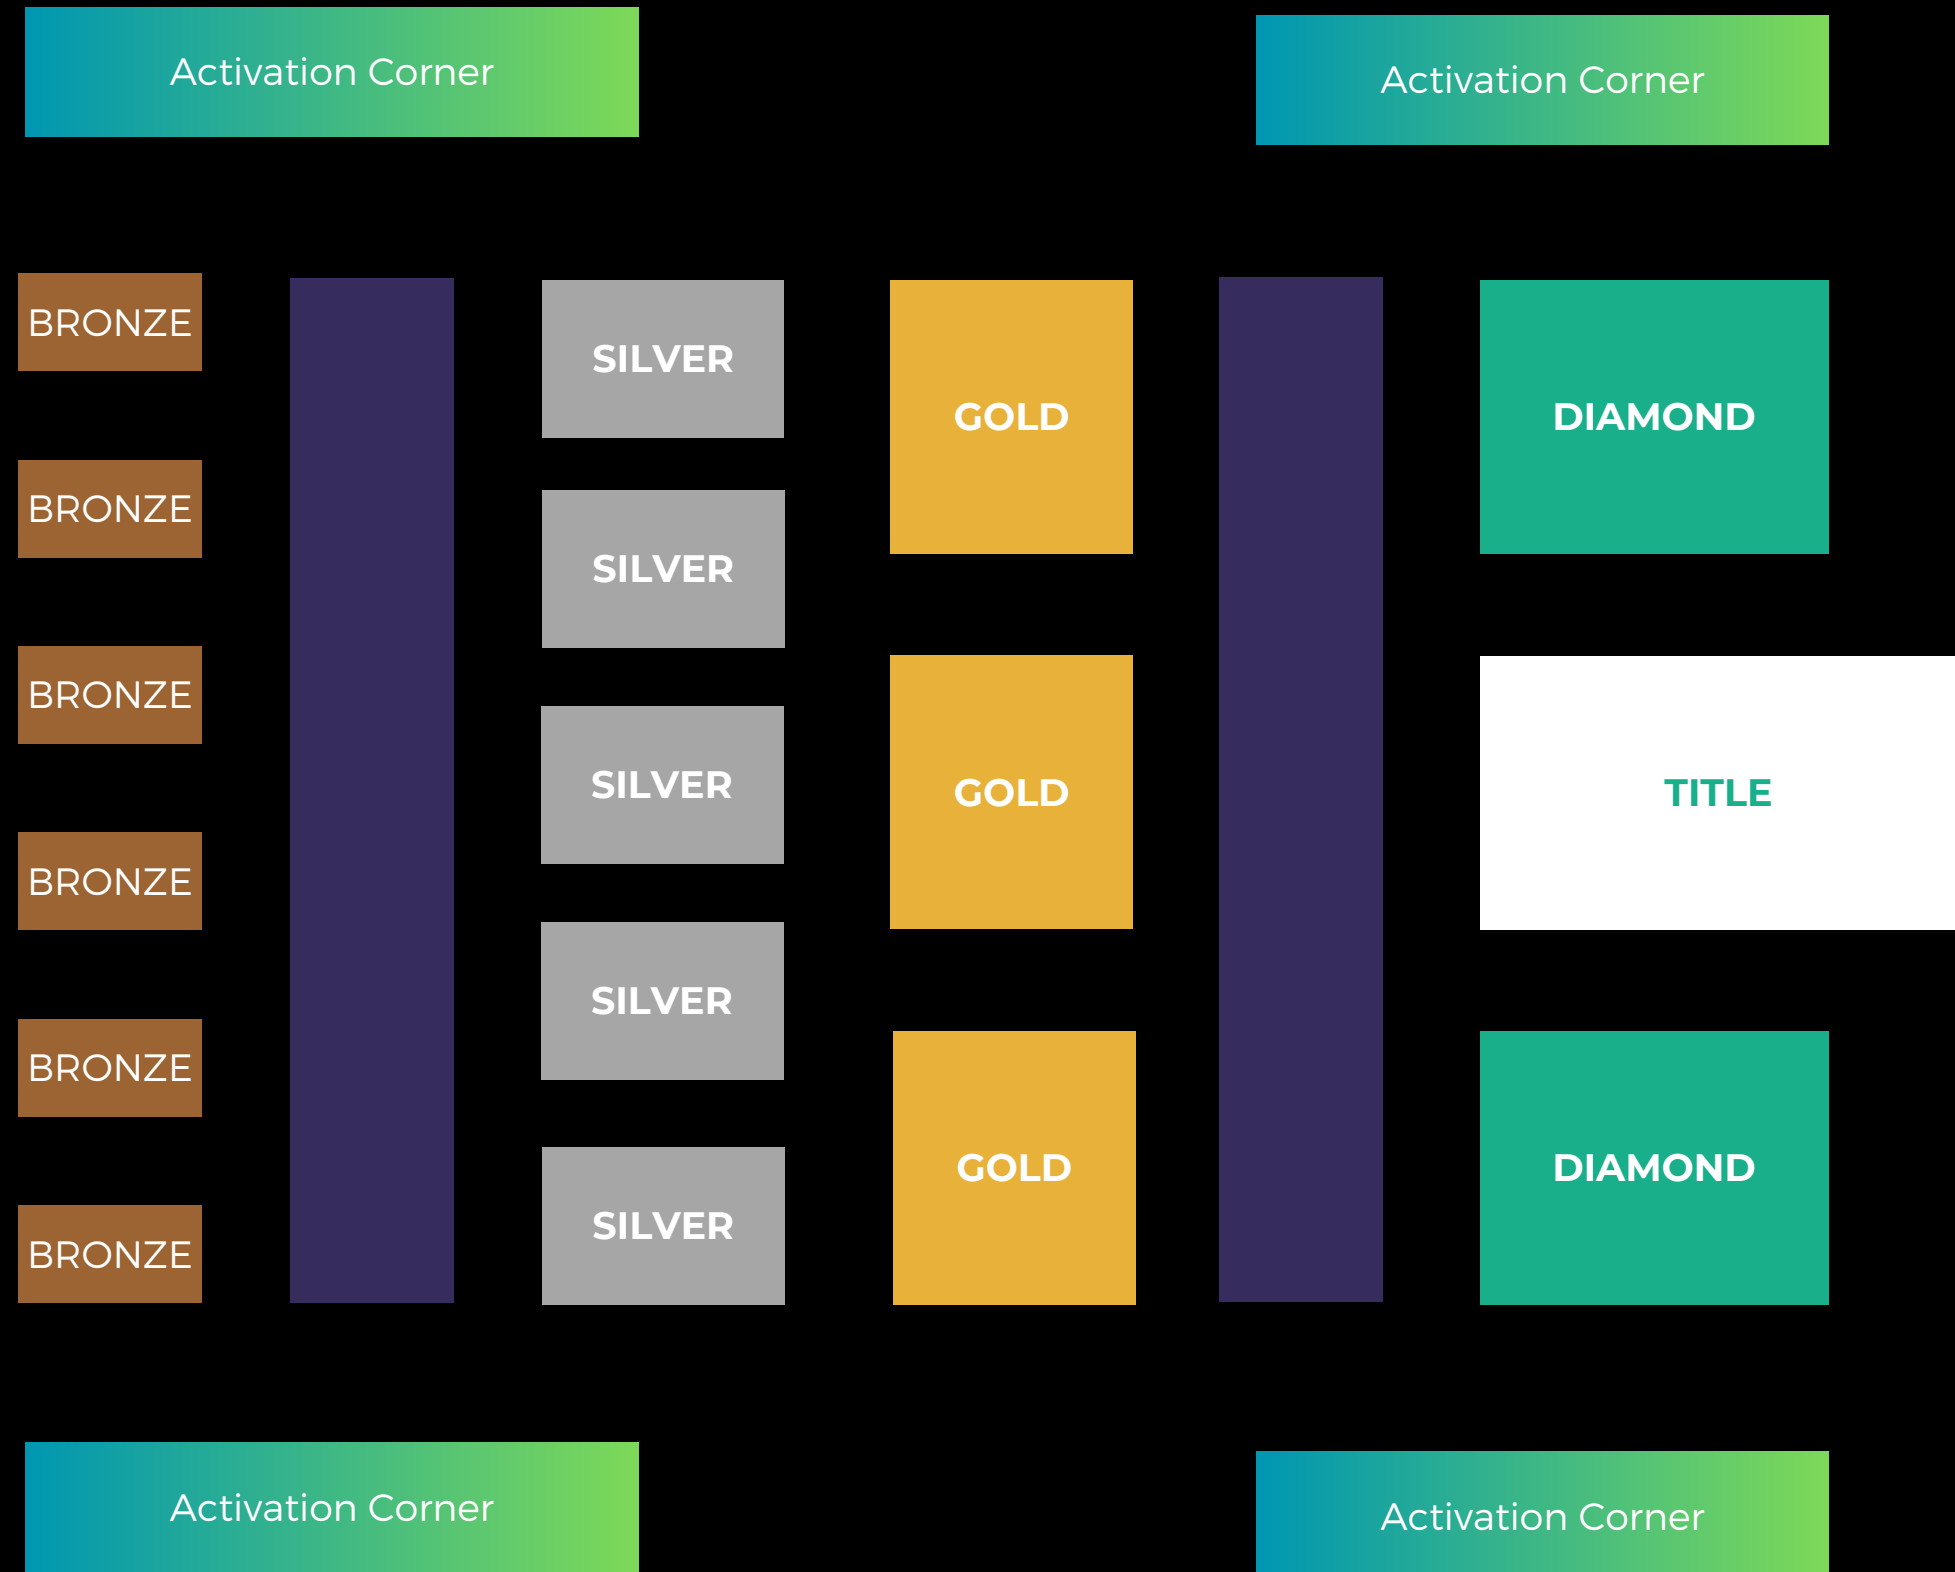 Activation Corner
Activation Corner
BRONZE
BRONZE
BRONZE
BRONZE
BRONZE
BRONZE
SILVER
SILVER
SILVER
SILVER
SILVER
GOLD
GOLD
GOLD
DIAMOND
TITLE
DIAMOND
Activation Corner
Activation Corner